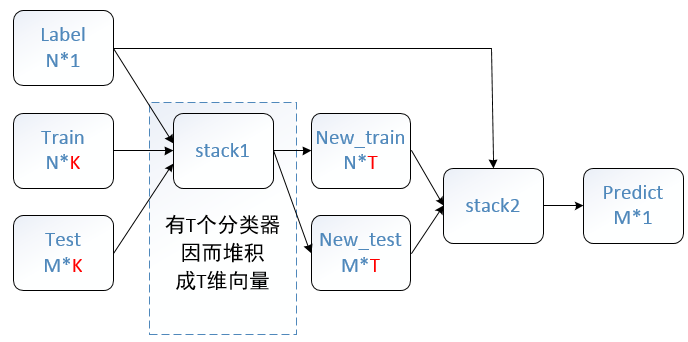 Label
N*1
Train
N*K
Test
M*K
stack1
有T个分类器
因而堆积
成T维向量
New_train
N*T
New_test
M*T
stack2
Predict
M*1